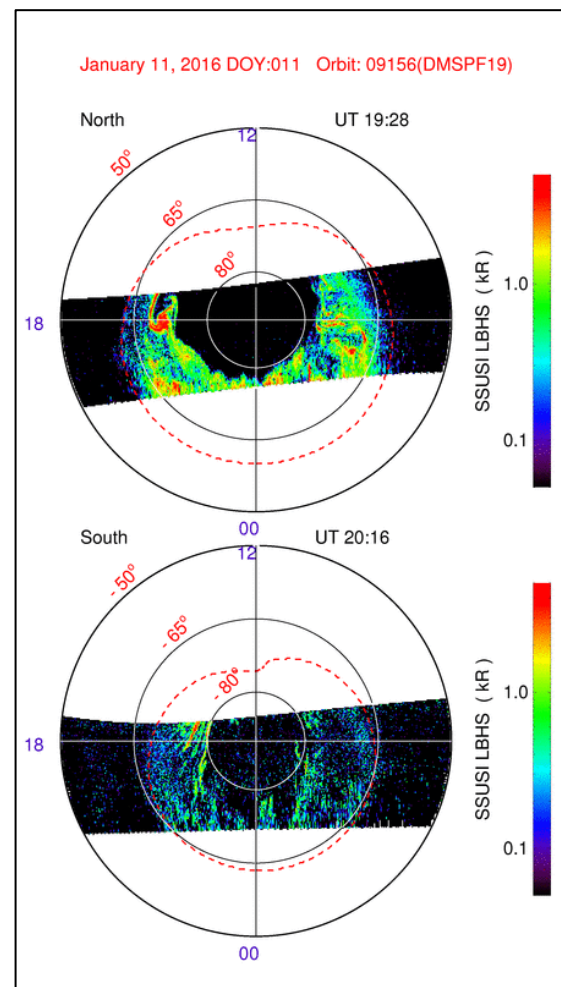 January 11, 2016 DOY:011 Orbit: 09156(DMSPF19)
North
UT 19:28
12
50°
65°
80°
18
00
SSUSI LBHS ( kR )
1.0
0.1
South
UT 20:16
12
- 50°
- 65°
- 80°
18
00
SSUSI LBHS ( kR )
1.0
0.1